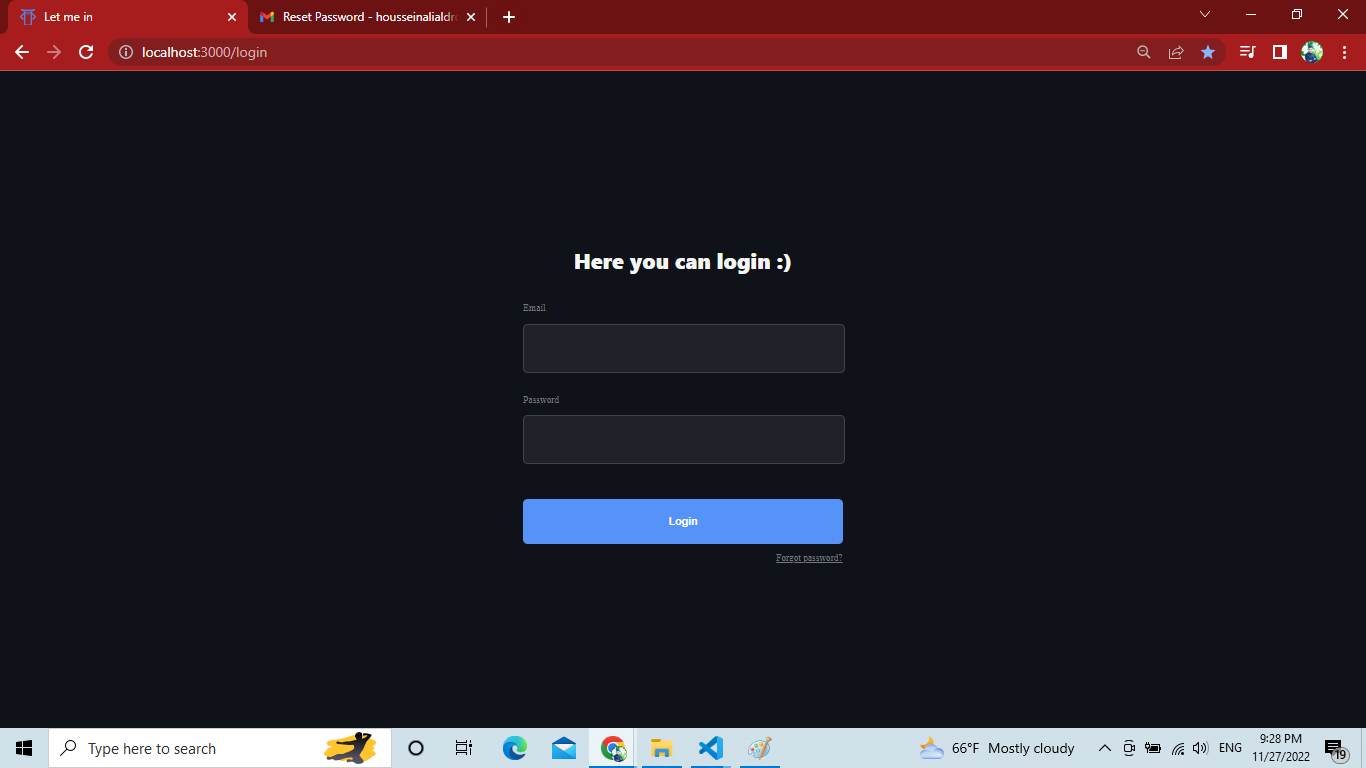 Let me in
Reset Password - housseinalialdr
localhost:3000/login
Here you can login :)
Email
Password
Login
Forgot password?
Type here to search
66°F Mostly cloudy
ENG
9:28 PM
11/27/2022
19